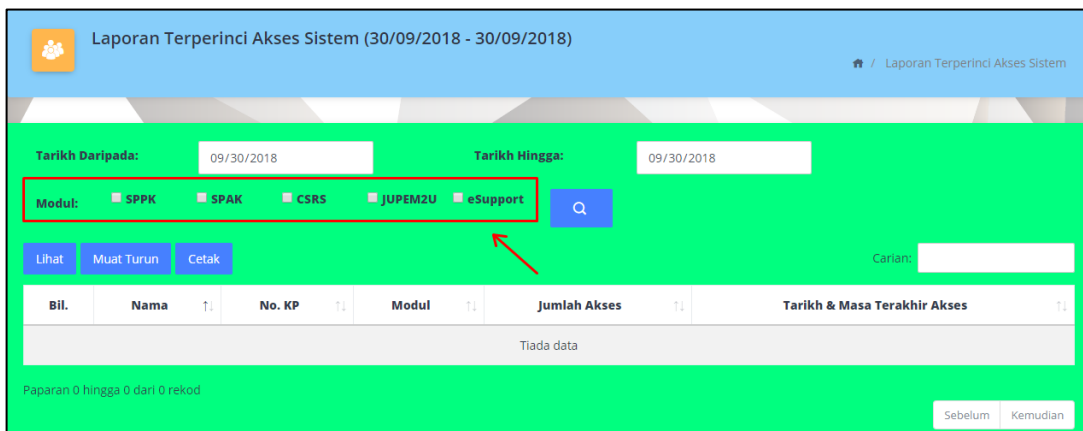 Laporan Terperinci Akses Sistem (30/09/2018 - 30/09/2018)
/ Laporan Terperinci Akses Sistem
Tarikh Daripada: 09/30/2018 Tarikh Hingga: 09/30/2018
Modul: SPPK SPAK CSRS JUPEM2U eSupport
Lihat Muat Turun Cetak Carian:
Bil. Nama No. KP Modul Jumlah Akses Tarikh & Masa Terakhir Akses
Tiada data
Paparan 0 hingga 0 dari 0 rekod
Sebelum Kemudian